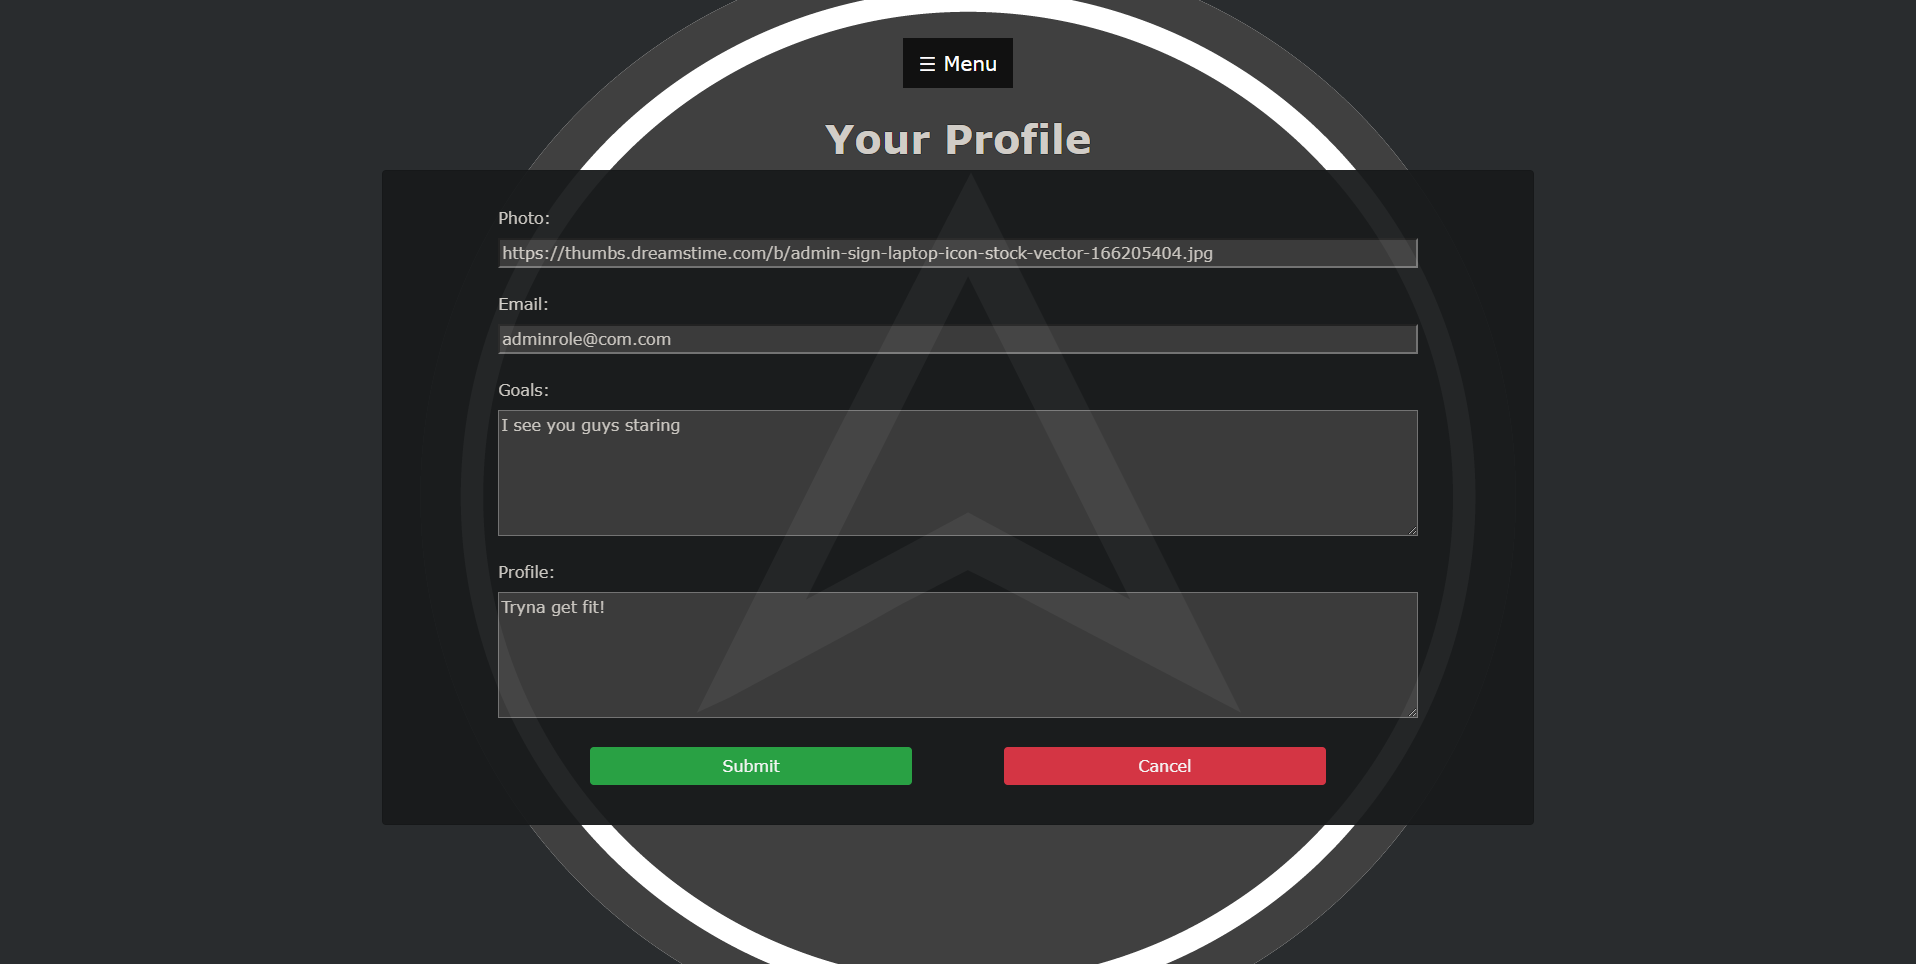 ☰ Menu
Your Profile
Photo:
https://thumbs.dreamstime.com/b/admin-sign-laptop-icon-stock-vector-166205404.jpg
Email:
adminrole@com.com
Goals:
I see you guys staring
Profile:
Tryna get fit!
Submit
Cancel